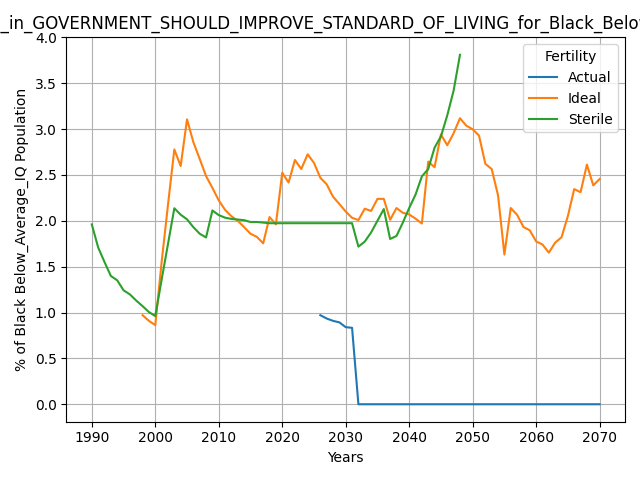 _in_GOVERNMENT_SHOULD_IMPROVE_STANDARD_OF_LIVING_for_Black_Belo
4.0
3.5
3.0
2.5
2.0
1.5
1.0
0.5
0.0
% of Black Below_Average_IQ Population
Fertility
Actual
Ideal
Sterile
1990 2000 2010 2020 2030 2040 2050 2060 2070
Years